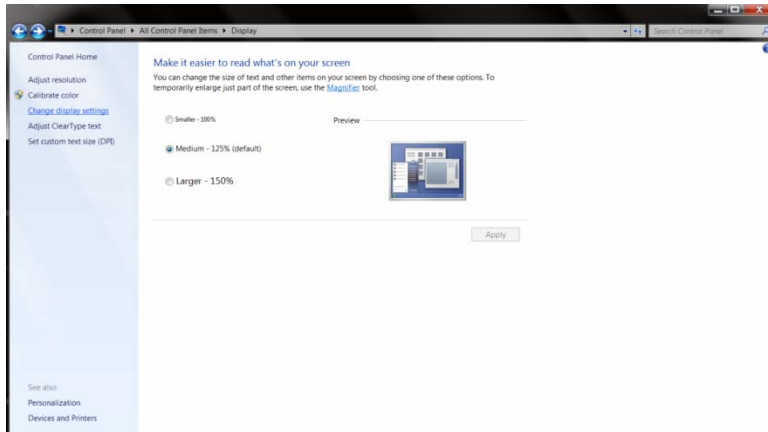 Control Panel ▸ All Control Panel Items ▸ Display
Search Control Panel
Control Panel Home
Adjust resolution
Calibrate color
Change display settings
Adjust ClearType text
Set custom text size (DPI)
Make it easier to read what's on your screen
You can change the size of text and other items on your screen by choosing one of these options. To
temporarily enlarge just part of the screen, use the Magnifier tool.
Smaller - 100%
Preview
Medium - 125% (default)
Larger - 150%
Apply
See also
Personalization
Devices and Printers